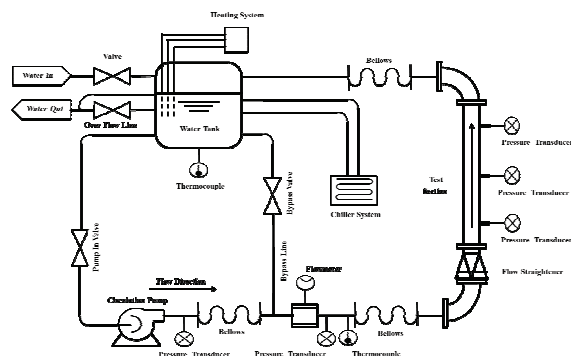 Heating System
Valve
Water In
Water Out
Over Flow Line
Water Tank
Thermocouple
Bellows
Chiller System
Bypass Valve
Bypass Line
Pump In Valve
Flow Direction
Circulation Pump
Bellows
Pressure Transducer
Flowmeter
Pressure Transducer
Thermocouple
Bellows
Test
Section
Pressure Transducer
Pressure Transducer
Pressure Transducer
Flow Straightener